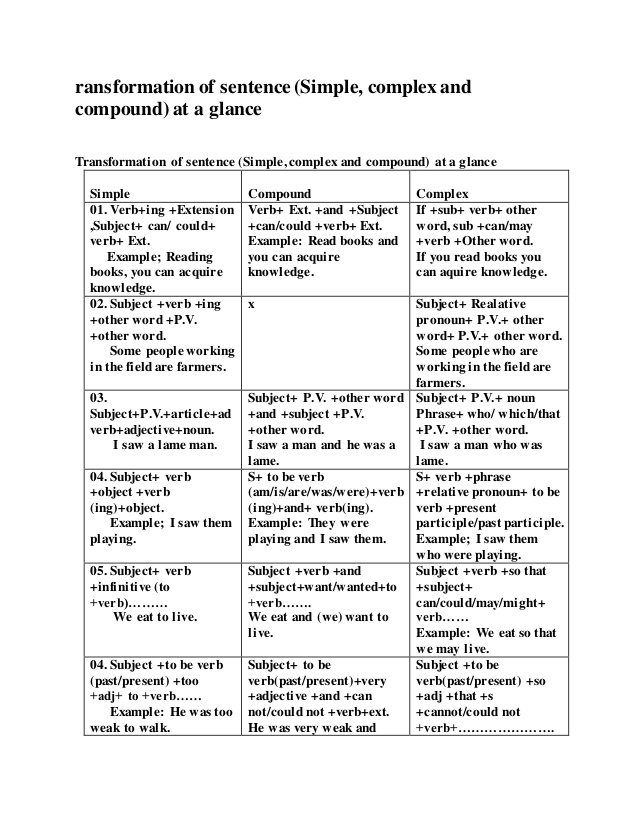 ransformation of sentence (Simple, complex and
compound) at a glance
Transformation of sentence (Simple, complex and compound) at a glance
Simple
Compound
Complex
01. Verb+ing +Extension
,Subject+ can/ could+
verb+ Ext.
Example; Reading
books, you can acquire
knowledge.
Verb+ Ext. +and +Subject
+can/could +verb+ Ext.
Example: Read books and
you can acquire
knowledge.
If +sub+ verb+ other
word, sub +can/may
+verb +Other word.
If you read books you
can aquire knowledge.
02. Subject +verb +ing
+other word +P.V.
+other word.
Some people working
in the field are farmers.
x
Subject+ Realative
pronoun+ P.V.+ other
word+ P.V.+ other word.
Some people who are
working in the field are
farmers.
03.
Subject+P.V.+article+ad
verb+adjective+noun.
I saw a lame man.
Subject+ P.V. +other word
+and +subject +P.V.
+other word.
I saw a man and he was a
lame.
Subject+ P.V.+ noun
Phrase+ who/ which/that
+P.V. +other word.
I saw a man who was
lame.
04. Subject+ verb
+object +verb
(ing)+object.
Example; I saw them
playing.
S+ to be verb
(am/is/are/was/were)+verb
(ing)+and+ verb(ing).
Example: They were
playing and I saw them.
S+ verb +phrase
+relative pronoun+ to be
verb +present
participle/past participle.
Example; I saw them
who were playing.
05. Subject+ verb
+infinitive (to
+verb)………
We eat to live.
Subject +verb +and
+subject+want/wanted+to
+verb…….
We eat and (we) want to
live.
Subject +verb +so that
+subject+
can/could/may/might+
verb……
Example: We eat so that
we may live.
04. Subject +to be verb
(past/present) +too
+adj+ to +verb……
Example: He was too
weak to walk.
Subject+ to be
verb(past/present)+very
+adjective +and +can
not/could not +verb+ext.
He was very weak and
Subject +to be
verb(past/present) +so
+adj +that +s
+cannot/could not
+verb+………………….